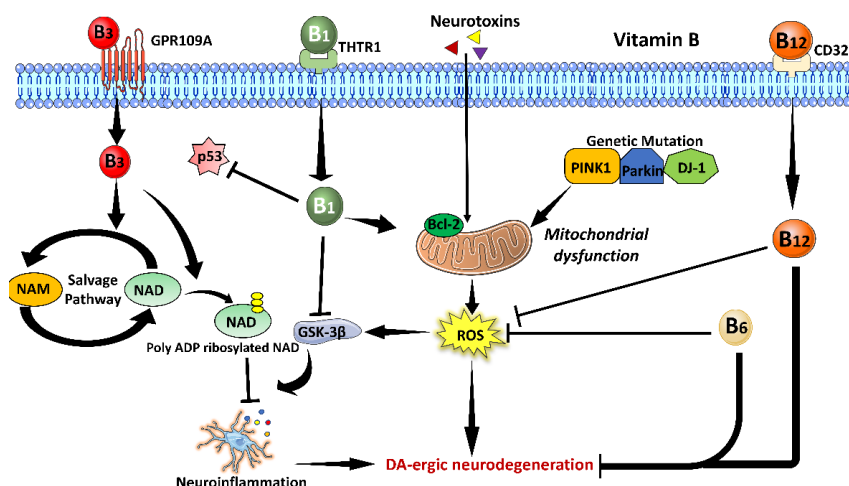 Neurotoxins
B3
GPR109A
B1
THTR1
Vitamin B
B12
CD32
Genetic Mutation
PINK1
Parkin
DJ-1
p53
B3
B1
Bcl-2
Mitochondrial
dysfunction
B12
NAM
Salvage
Pathway
NAD
NAD
Poly ADP ribosylated NAD
GSK-3β
ROS
B6
Neuroinflammation
DA-ergic neurodegeneration